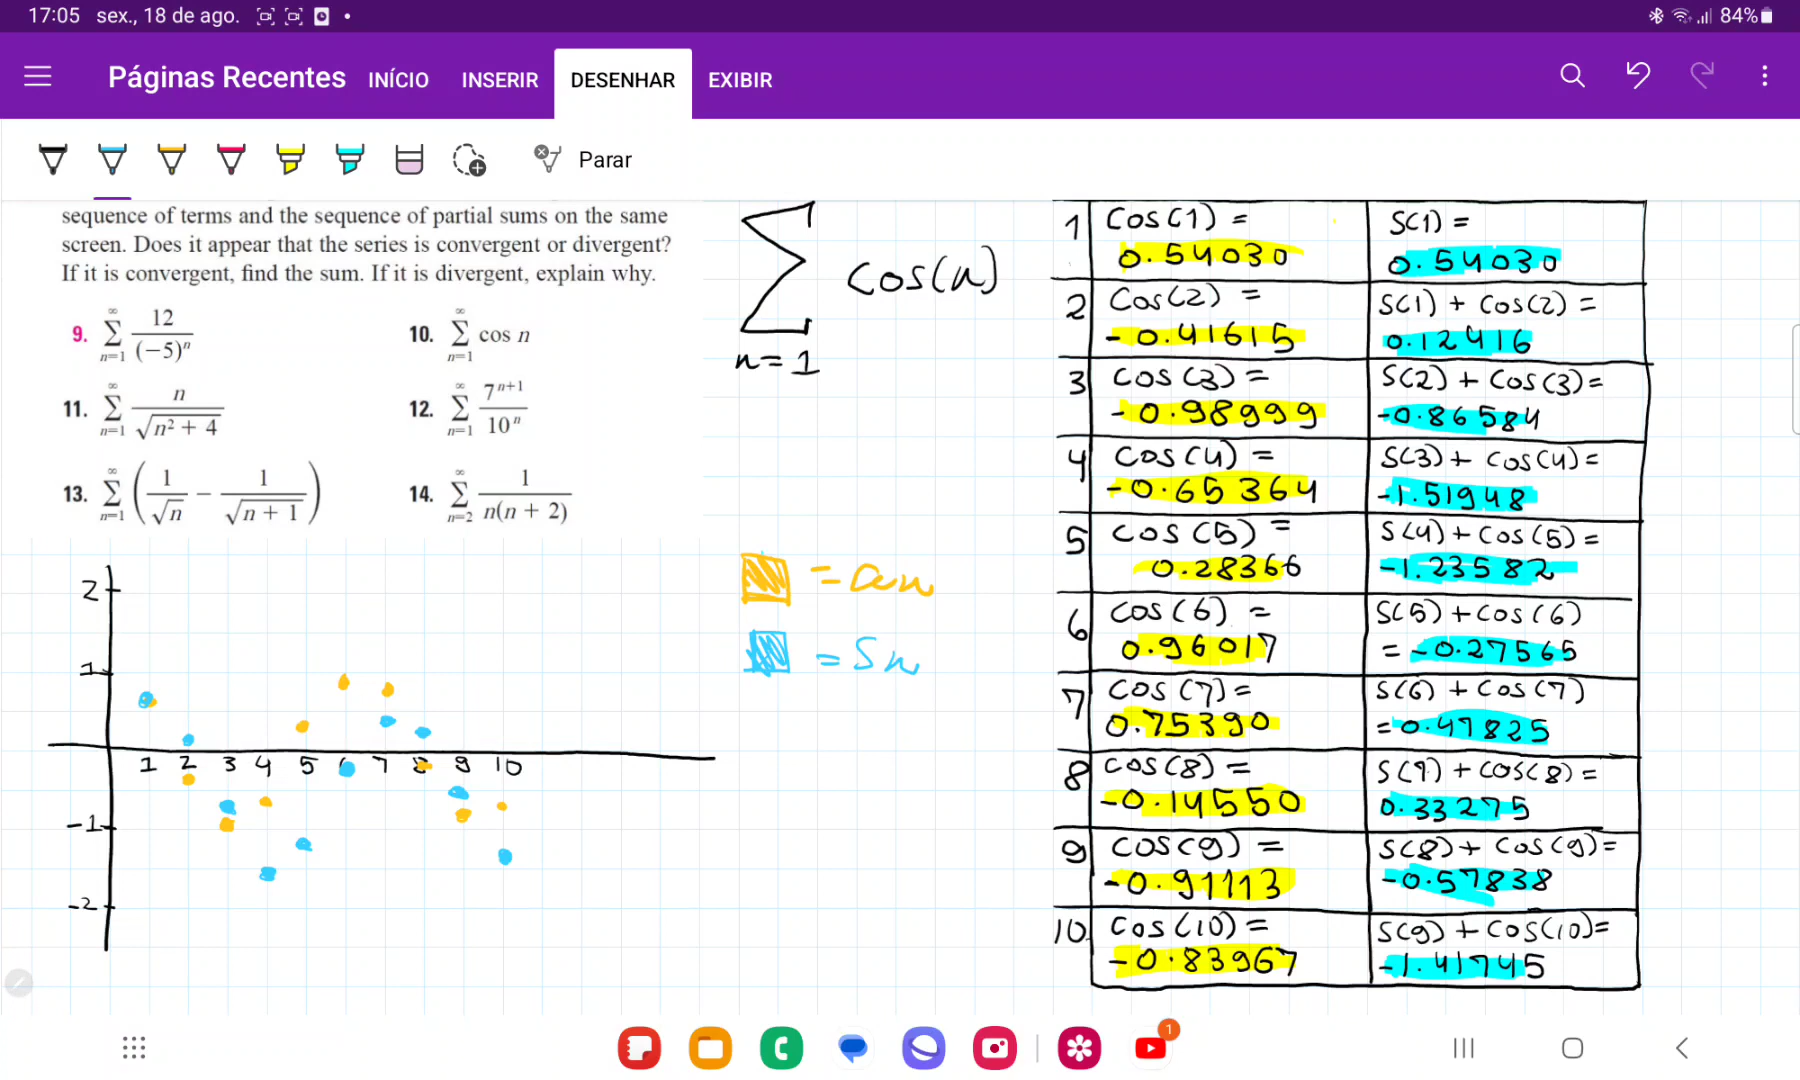 17:05 sex., 18 de ago.
84%
Páginas Recentes INÍCIO INSERIR DESENHAR EXIBIR
Parar
sequence of terms and the sequence of partial sums on the same
screen. Does it appear that the series is convergent or divergent?
If it is convergent, find the sum. If it is divergent, explain why.
9. ∞ Σ n=1 12 / (−5)ⁿ
10. ∞ Σ n=1 cos n
11. ∞ Σ n=1 n / √(n² + 4)
12. ∞ Σ n=1 7ⁿ⁺¹ / 10ⁿ
13. ∞ Σ n=1 (1/√n − 1/√(n + 1))
14. ∞ Σ n=2 1 / n(n + 2)
2
1
1 2 3 4 5 6 7 8 9 10
-1
-2
Σ cos(n)
n = 1
= an
= Sn
1 cos(1) = S(1) =
0.54030 0.54030
2 cos(2) = S(1) + cos(2) =
-0.41615 0.12416
3 cos(3) = S(2) + cos(3) =
-0.98999 -0.86584
4 cos(4) = S(3) + cos(4) =
-0.65364 -1.51948
5 cos(5) = S(4) + cos(5) =
0.28366 -1.23582
6 cos(6) = S(5) + cos(6)
0.96017 = -0.27565
7 cos(7) = S(6) + cos(7)
0.75390 = 0.47825
8 cos(8) = S(7) + cos(8) =
-0.14550 0.33275
9 cos(9) = S(8) + cos(9) =
-0.91113 -0.57838
10 cos(10) = S(9) + cos(10) =
-0.83967 -1.41745
1